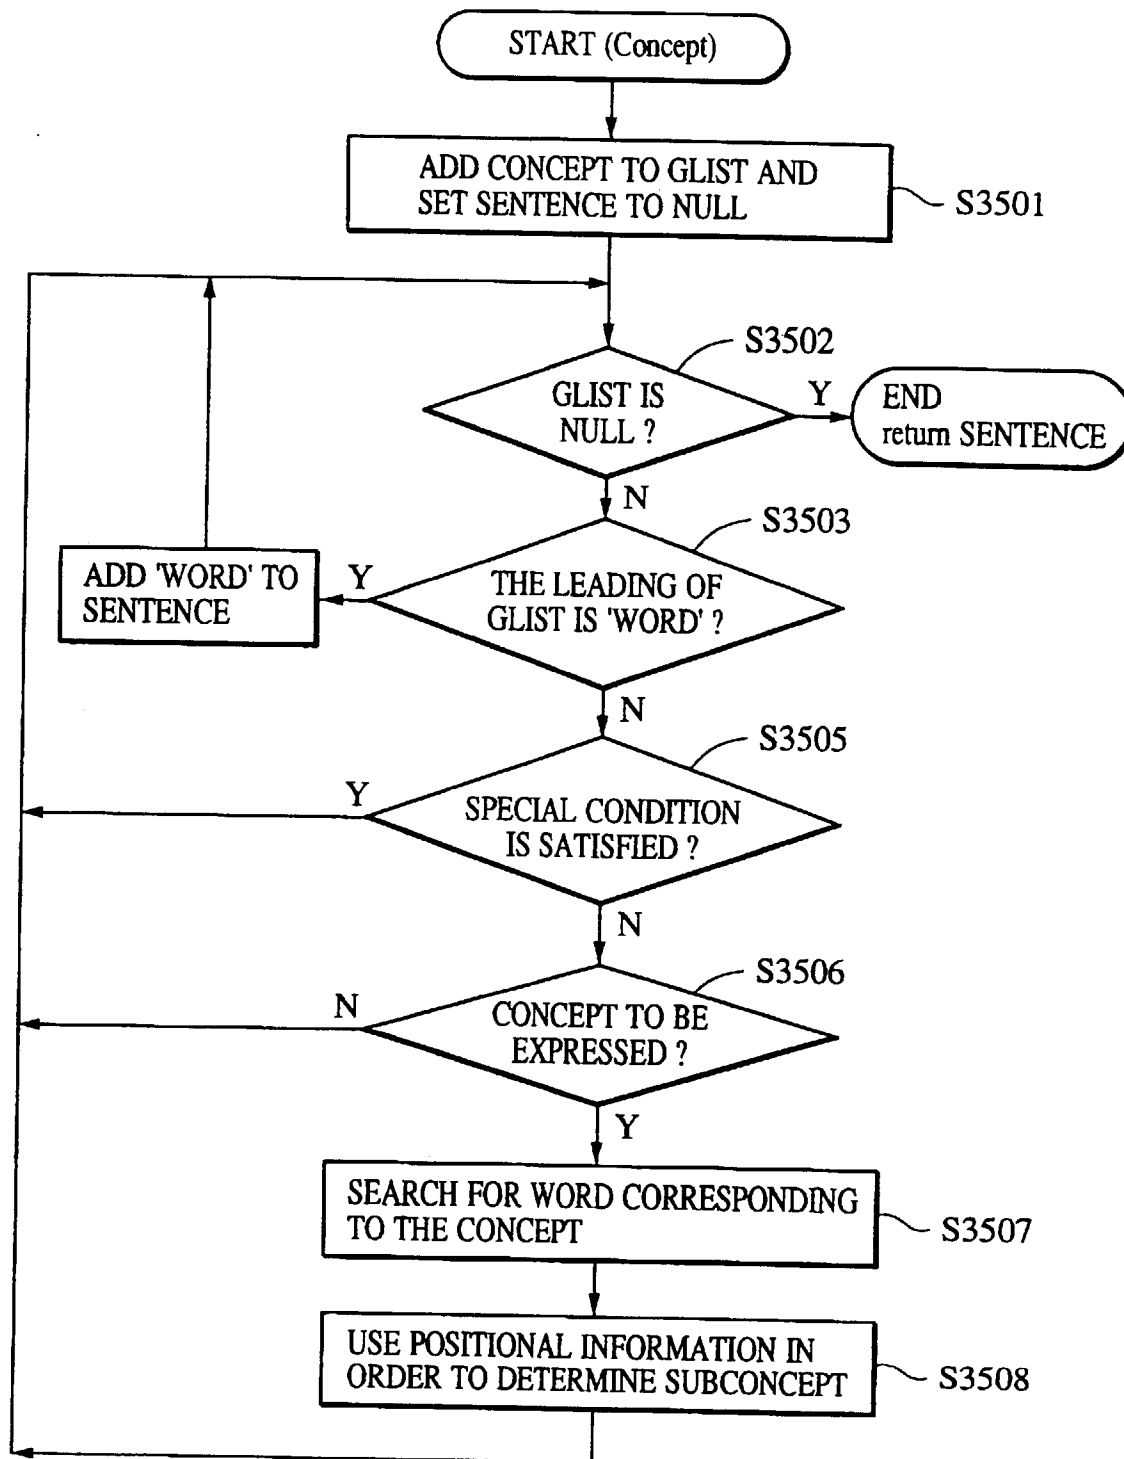 START (Concept)
ADD CONCEPT TO GLIST AND
SET SENTENCE TO NULL
S3501
S3502
GLIST IS
NULL ?
Y
END
return SENTENCE
N
S3503
ADD 'WORD' TO
SENTENCE
Y
THE LEADING OF
GLIST IS 'WORD' ?
N
S3505
Y
SPECIAL CONDITION
IS SATISFIED ?
N
S3506
N
CONCEPT TO BE
EXPRESSED ?
Y
SEARCH FOR WORD CORRESPONDING
TO THE CONCEPT
S3507
USE POSITIONAL INFORMATION IN
ORDER TO DETERMINE SUBCONCEPT
S3508